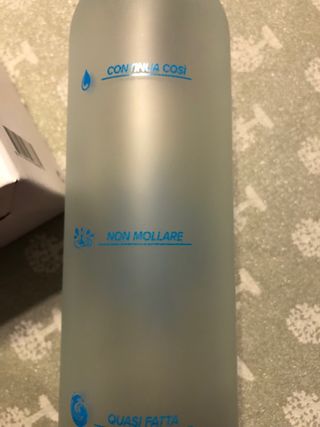 CONTINUA COSÌ
NON MOLLARE
QUASI FATTA